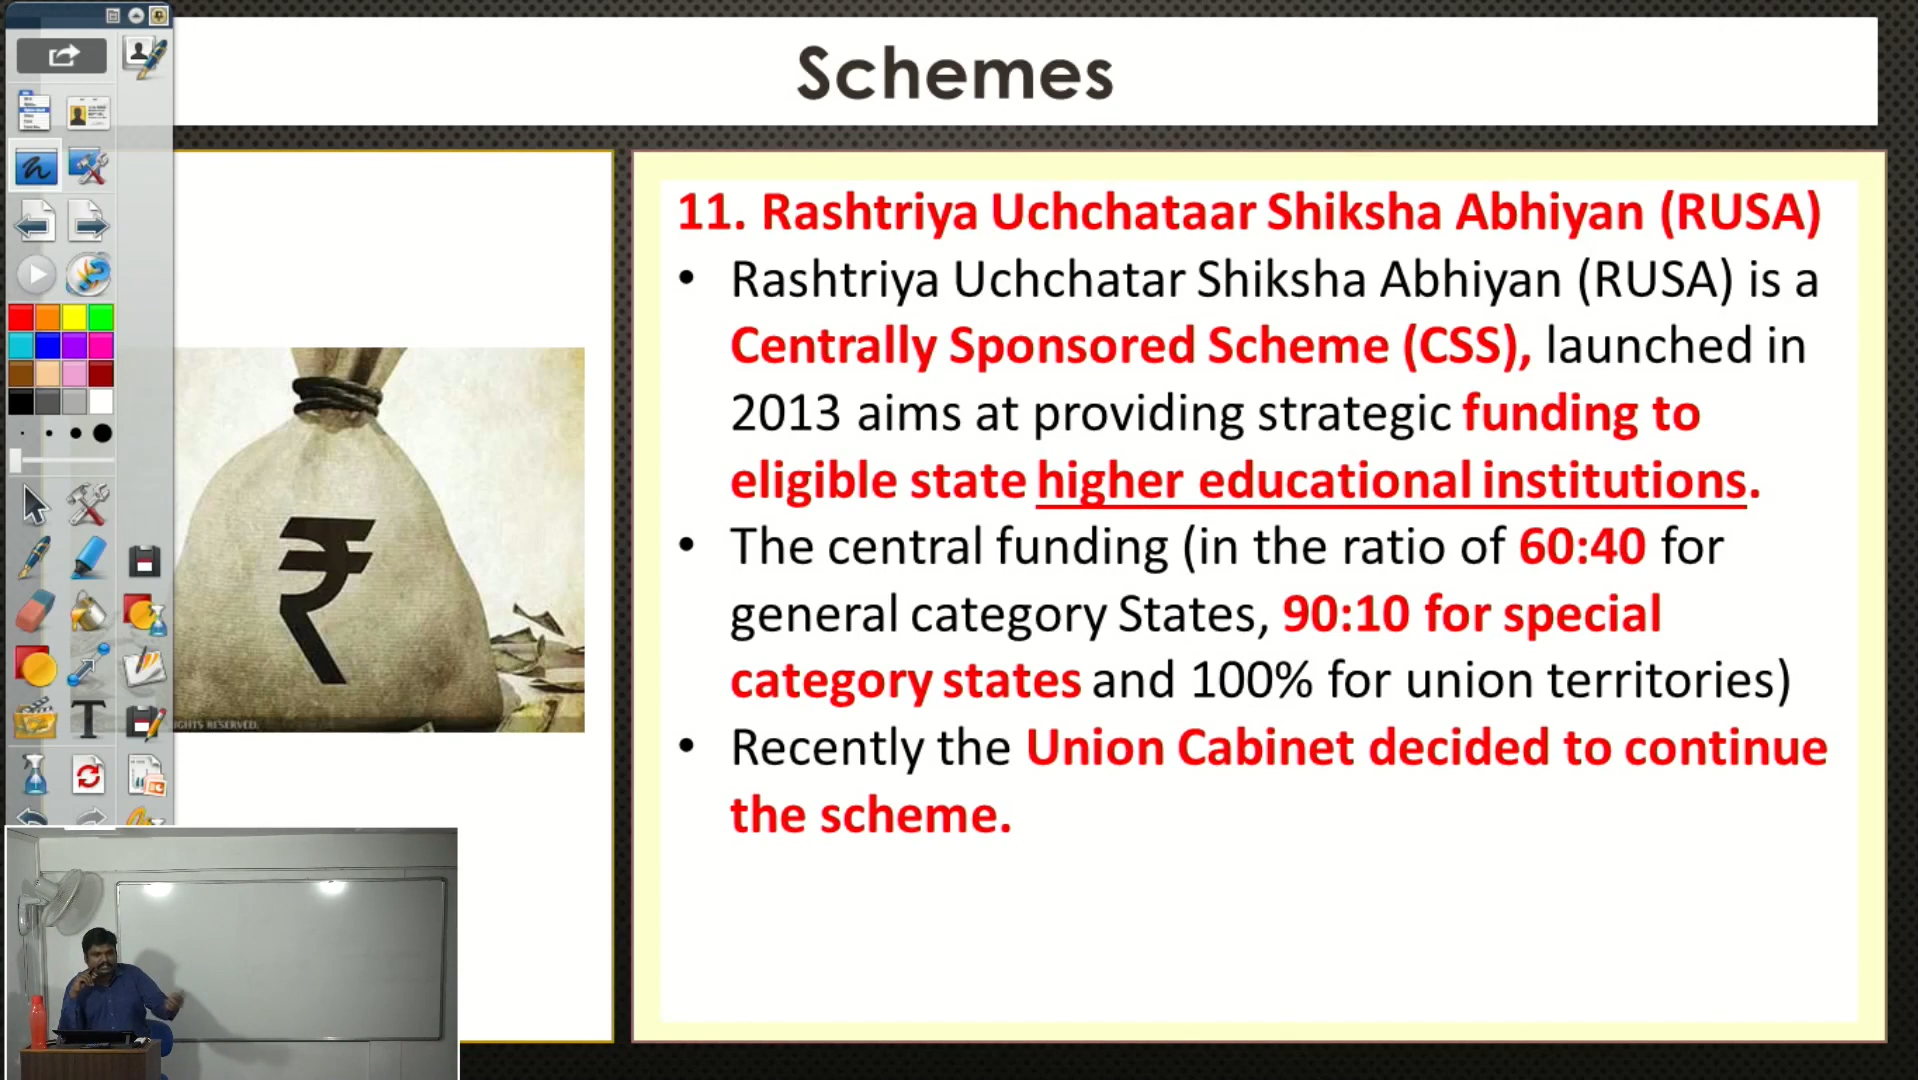 Schemes
11. Rashtriya Uchchataar Shiksha Abhiyan (RUSA)
• Rashtriya Uchchatar Shiksha Abhiyan (RUSA) is a
Centrally Sponsored Scheme (CSS), launched in
2013 aims at providing strategic funding to
eligible state higher educational institutions.
• The central funding (in the ratio of 60:40 for
general category States, 90:10 for special
category states and 100% for union territories)
• Recently the Union Cabinet decided to continue
the scheme.
₹
T
RESERVED.